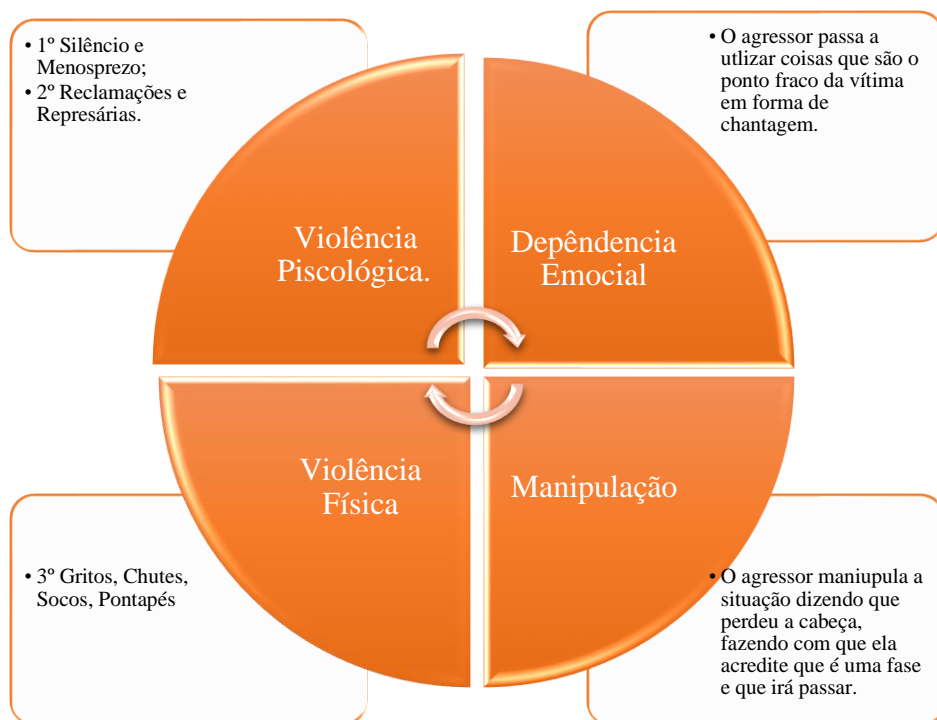 • 1º Silêncio e
Menosprezo;
• 2º Reclamações e
Represárias.
• O agressor passa a
utlizar coisas que são o
ponto fraco da vítima
em forma de
chantagem.
Violência
Piscológica.
Depêndencia
Emocial
Violência
Física
Manipulação
• 3º Gritos, Chutes,
Socos, Pontapés
• O agressor maniupula a
situação dizendo que
perdeu a cabeça,
fazendo com que ela
acredite que é uma fase
e que irá passar.